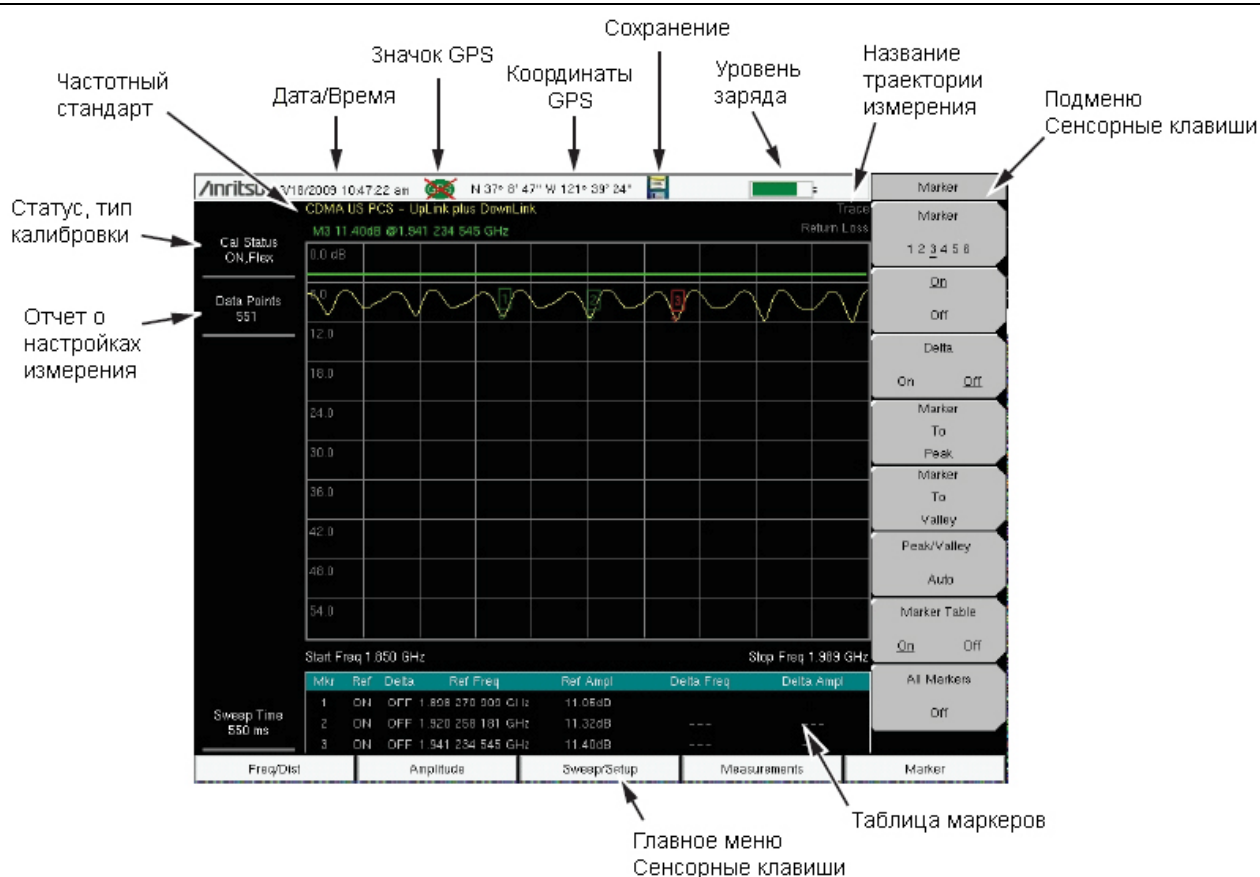 Сохранение
Значок GPS
Название
траектории
измерения
Частотный
стандарт
Дата/Время
Координаты
GPS
Уровень
заряда
Подменю
Сенсорные клавиши
Статус, тип
калибровки
Отчет о
настройках
измерения
Anritsu 10:47:22 am N 37° 8' 47" W 121° 39' 24"
CDMA US PCS - UpLink plus DownLink
Trace
M3 11.40dB @1.941 234 545 GHz
Return Loss
Cal Status
ON,Flex
Data Points
551
0.0 dB
1 2 3
12.0
18.0
24.0
30.0
36.0
42.0
48.0
54.0
Start Freq 1.850 GHz
Stop Freq 1.989 GHz
Mkr Ref Delta Ref Freq Ref Ampl Delta Freq Delta Ampl
1 ON OFF 1.898 270 909 GHz 11.05dB
2 ON OFF 1.920 258 181 GHz 11.32dB --- ---
3 ON OFF 1.941 234 545 GHz 11.40dB ---
Sweep Time
550 ms
Marker
Marker
1 2 3 4 5 6
On
Off
Delta
On Off
Marker
To
Peak
Marker
To
Valley
Peak/Valley
Auto
Marker Table
On Off
All Markers
Off
Freq/Dist Amplitude Sweep/Setup Measurements Marker
Таблица маркеров
Главное меню
Сенсорные клавиши